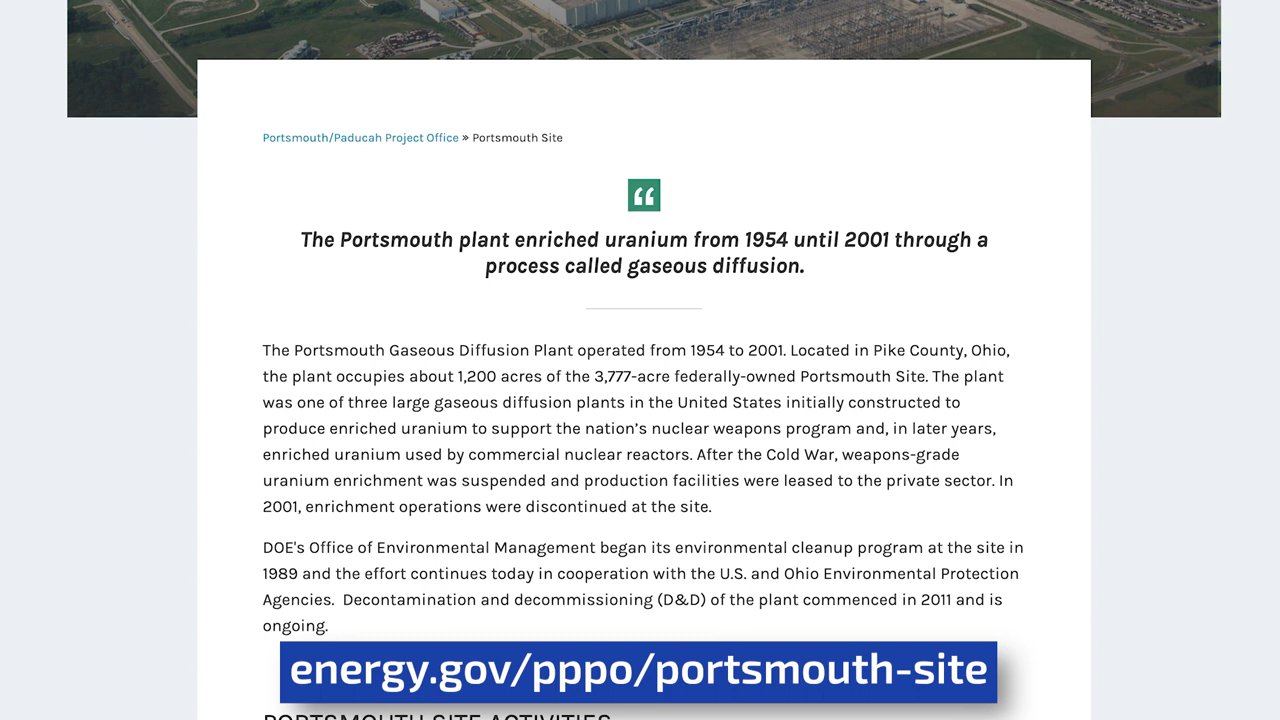 Portsmouth/Paducah Project Office » Portsmouth Site
“
The Portsmouth plant enriched uranium from 1954 until 2001 through a
process called gaseous diffusion.
The Portsmouth Gaseous Diffusion Plant operated from 1954 to 2001. Located in Pike County, Ohio,
the plant occupies about 1,200 acres of the 3,777-acre federally-owned Portsmouth Site. The plant
was one of three large gaseous diffusion plants in the United States initially constructed to
produce enriched uranium to support the nation’s nuclear weapons program and, in later years,
enriched uranium used by commercial nuclear reactors. After the Cold War, weapons-grade
uranium enrichment was suspended and production facilities were leased to the private sector. In
2001, enrichment operations were discontinued at the site.
DOE's Office of Environmental Management began its environmental cleanup program at the site in
1989 and the effort continues today in cooperation with the U.S. and Ohio Environmental Protection
Agencies.  Decontamination and decommissioning (D&D) of the plant commenced in 2011 and is
ongoing.
energy.gov/pppo/portsmouth-site
PORTSMOUTH SITE ACTIVITIES